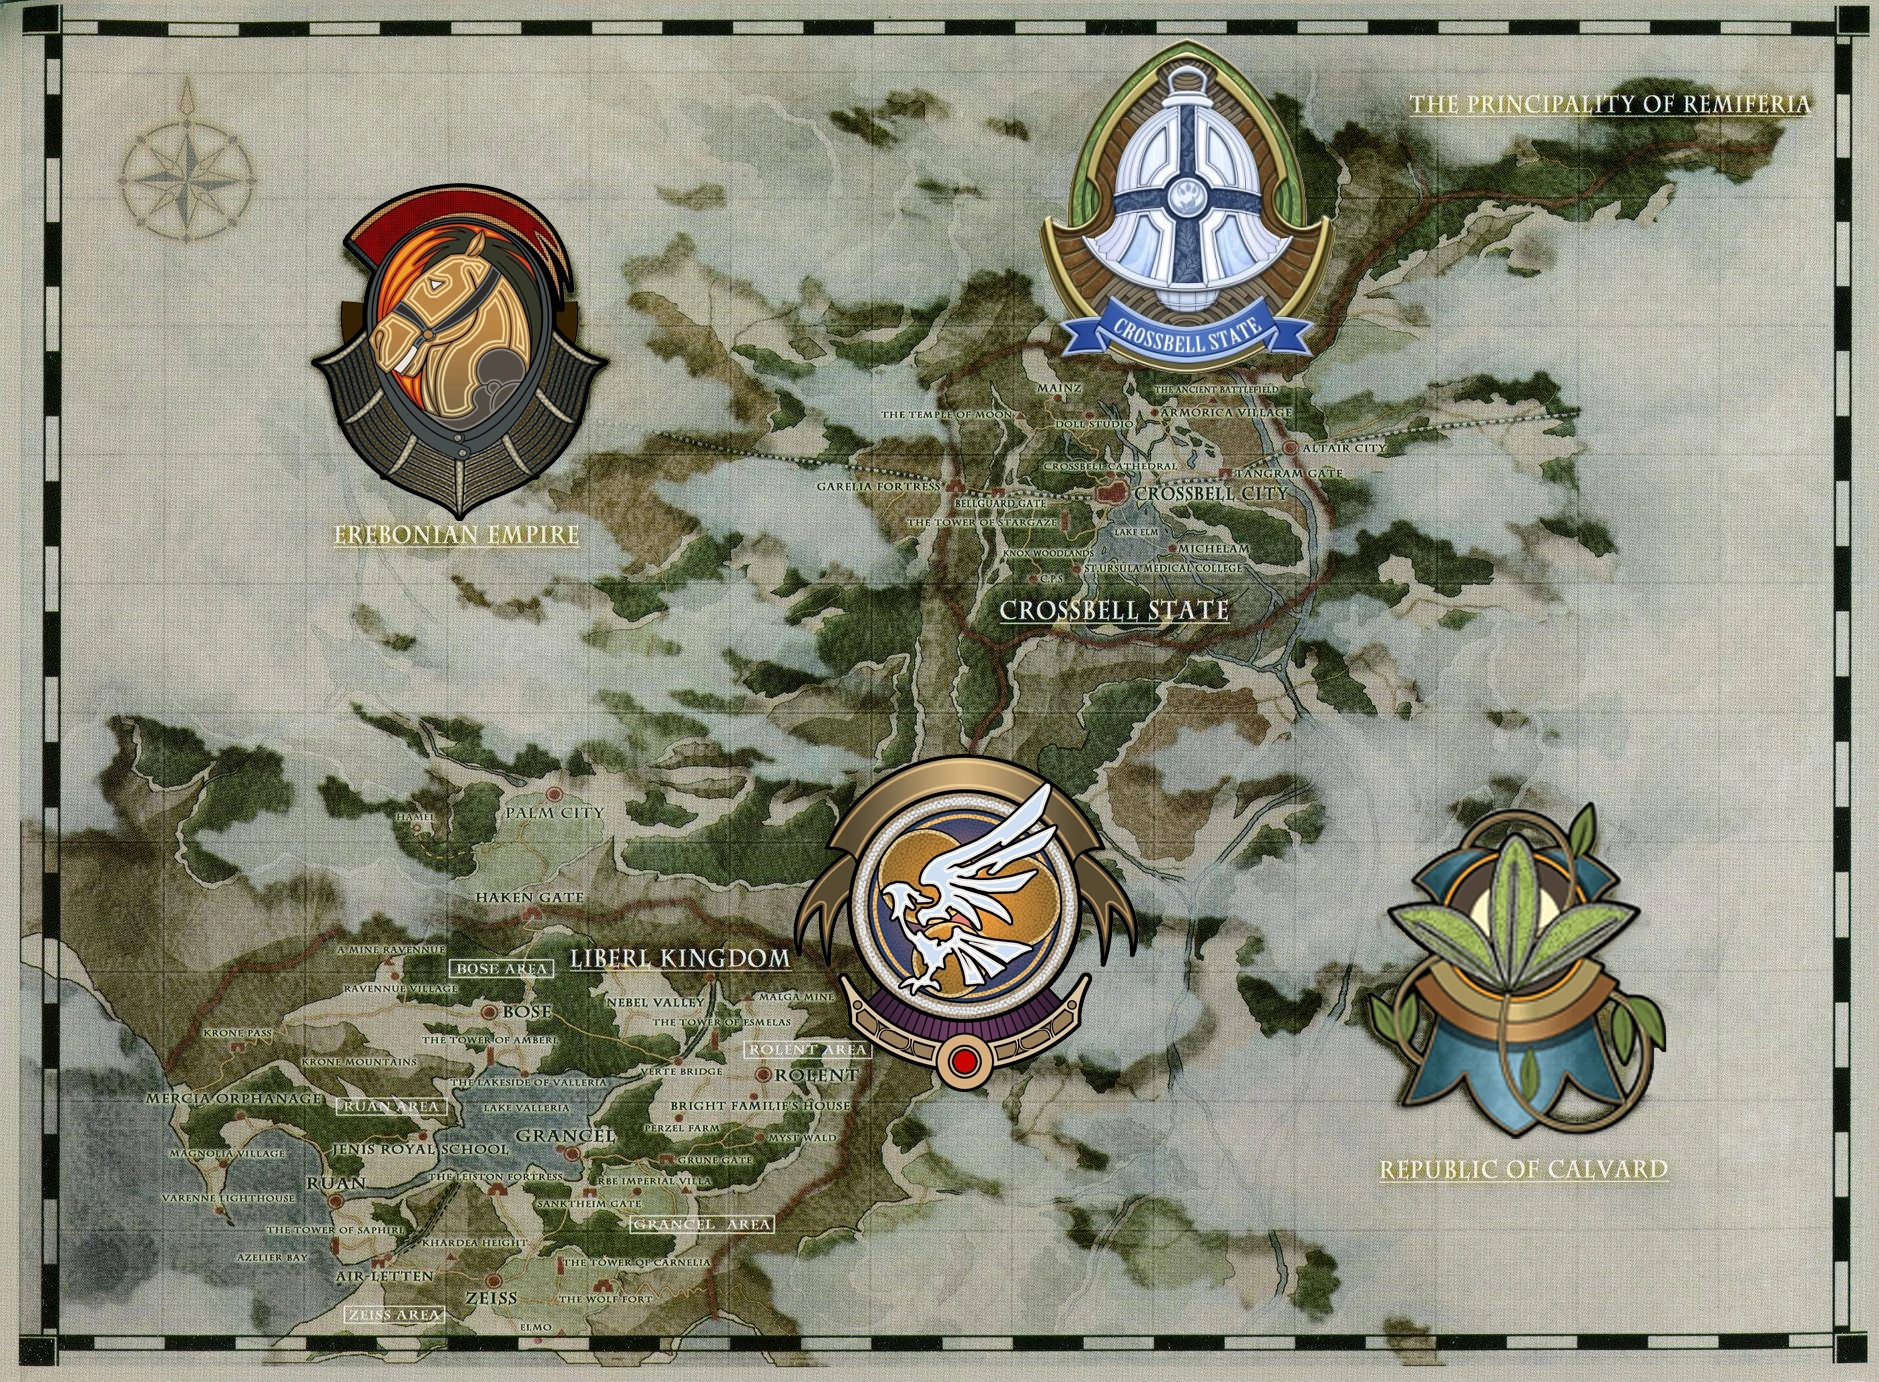 THE PRINCIPALITY OF REMIFERIA
CROSSBELL STATE
MAINZ
THE ANCIENT BATTLEFIELD
THE TEMPLE OF MOON
ARMORICA VILLAGE
DOLL STUDIO
ALTAIR CITY
CROSSBELL CATHEDRAL
TANGRAM GATE
GARELIA FORTRESS
CROSSBELL CITY
BELLGUARD GATE
THE TOWER OF STARGAZE
EREBONIAN EMPIRE
LAKE ELM
KNOX WOODLANDS
MICHELAM
ST.URSULA MEDICAL COLLEGE
C.P.S
CROSSBELL STATE
PALM CITY
HAMEL
HAKEN GATE
A MINE RAVENNUE
LIBERL KINGDOM
BOSE AREA
RAVENNUE VILLAGE
NEBEL VALLEY
MALGA MINE
BOSE
THE TOWER OF ESMELAS
KRONE PASS
THE TOWER OF AMBERL
ROLENT AREA
KRONE MOUNTAINS
VERTE BRIDGE
ROLENT
THE LAKESIDE OF VALLERIA
MERCIA ORPHANAGE
RUAN AREA
LAKE VALLERIA
BRIGHT FAMILIE'S HOUSE
PERZEL FARM
GRANCEL
MYST WALD
JENIS ROYAL SCHOOL
MAGNOLIA VILLAGE
GRUNE GATE
REPUBLIC OF CALVARD
THE LEISTON FORTRESS
ERBE IMPERIAL VILLA
RUAN
VARENNE LIGHTHOUSE
SANKTHEIM GATE
GRANCEL AREA
THE TOWER OF SAPHIRL
KHARDEA HEIGHT
AZELIER BAY
THE TOWER OF CARNELIA
AIR-LETTEN
ZEISS
THE WOLF FORT
ZEISS AREA
ELMO